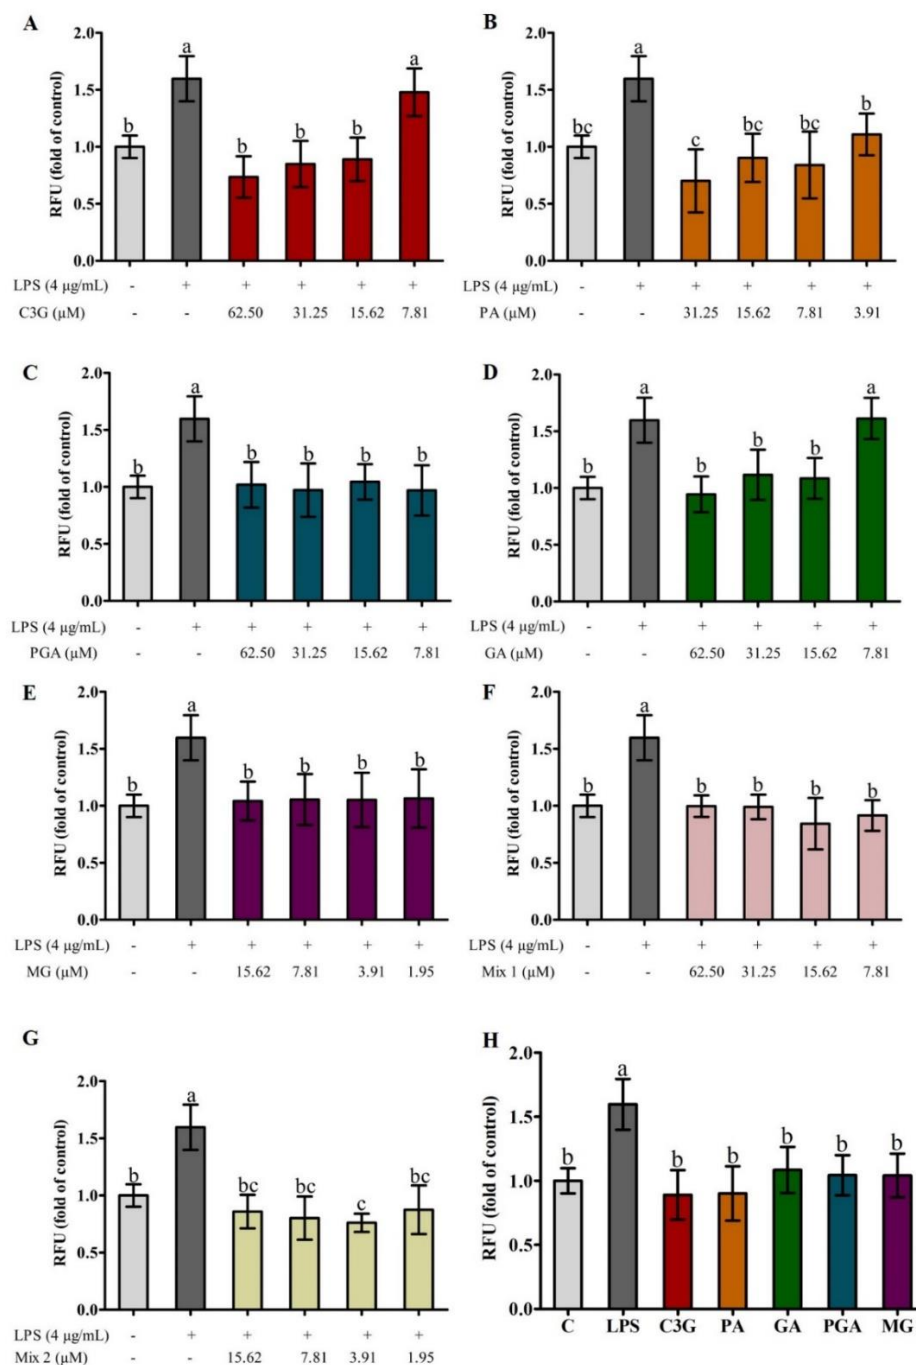 A
RFU (fold of control)
2.0
1.5
1.0
0.5
0.0
b a b b b a
LPS (4 µg/mL) - + + + + +
C3G (µM) - - 62.50 31.25 15.62 7.81
B
RFU (fold of control)
2.0
1.5
1.0
0.5
0.0
bc a c bc bc b
LPS (4 µg/mL) - + + + + +
PA (µM) - - 31.25 15.62 7.81 3.91
C
RFU (fold of control)
2.0
1.5
1.0
0.5
0.0
b a b b b b
LPS (4 µg/mL) - + + + + +
PGA (µM) - - 62.50 31.25 15.62 7.81
D
RFU (fold of control)
2.0
1.5
1.0
0.5
0.0
b a b b b a
LPS (4 µg/mL) - + + + + +
GA (µM) - - 62.50 31.25 15.62 7.81
E
RFU (fold of control)
2.0
1.5
1.0
0.5
0.0
b a b b b b
LPS (4 µg/mL) - + + + + +
MG (µM) - - 15.62 7.81 3.91 1.95
F
RFU (fold of control)
2.0
1.5
1.0
0.5
0.0
b a b b b b
LPS (4 µg/mL) - + + + + +
Mix 1 (µM) - - 62.50 31.25 15.62 7.81
G
RFU (fold of control)
2.0
1.5
1.0
0.5
0.0
b a bc bc c bc
LPS (4 µg/mL) - + + + + +
Mix 2 (µM) - - 15.62 7.81 3.91 1.95
H
RFU (fold of control)
2.0
1.5
1.0
0.5
0.0
b a b b b b b
C LPS C3G PA GA PGA MG